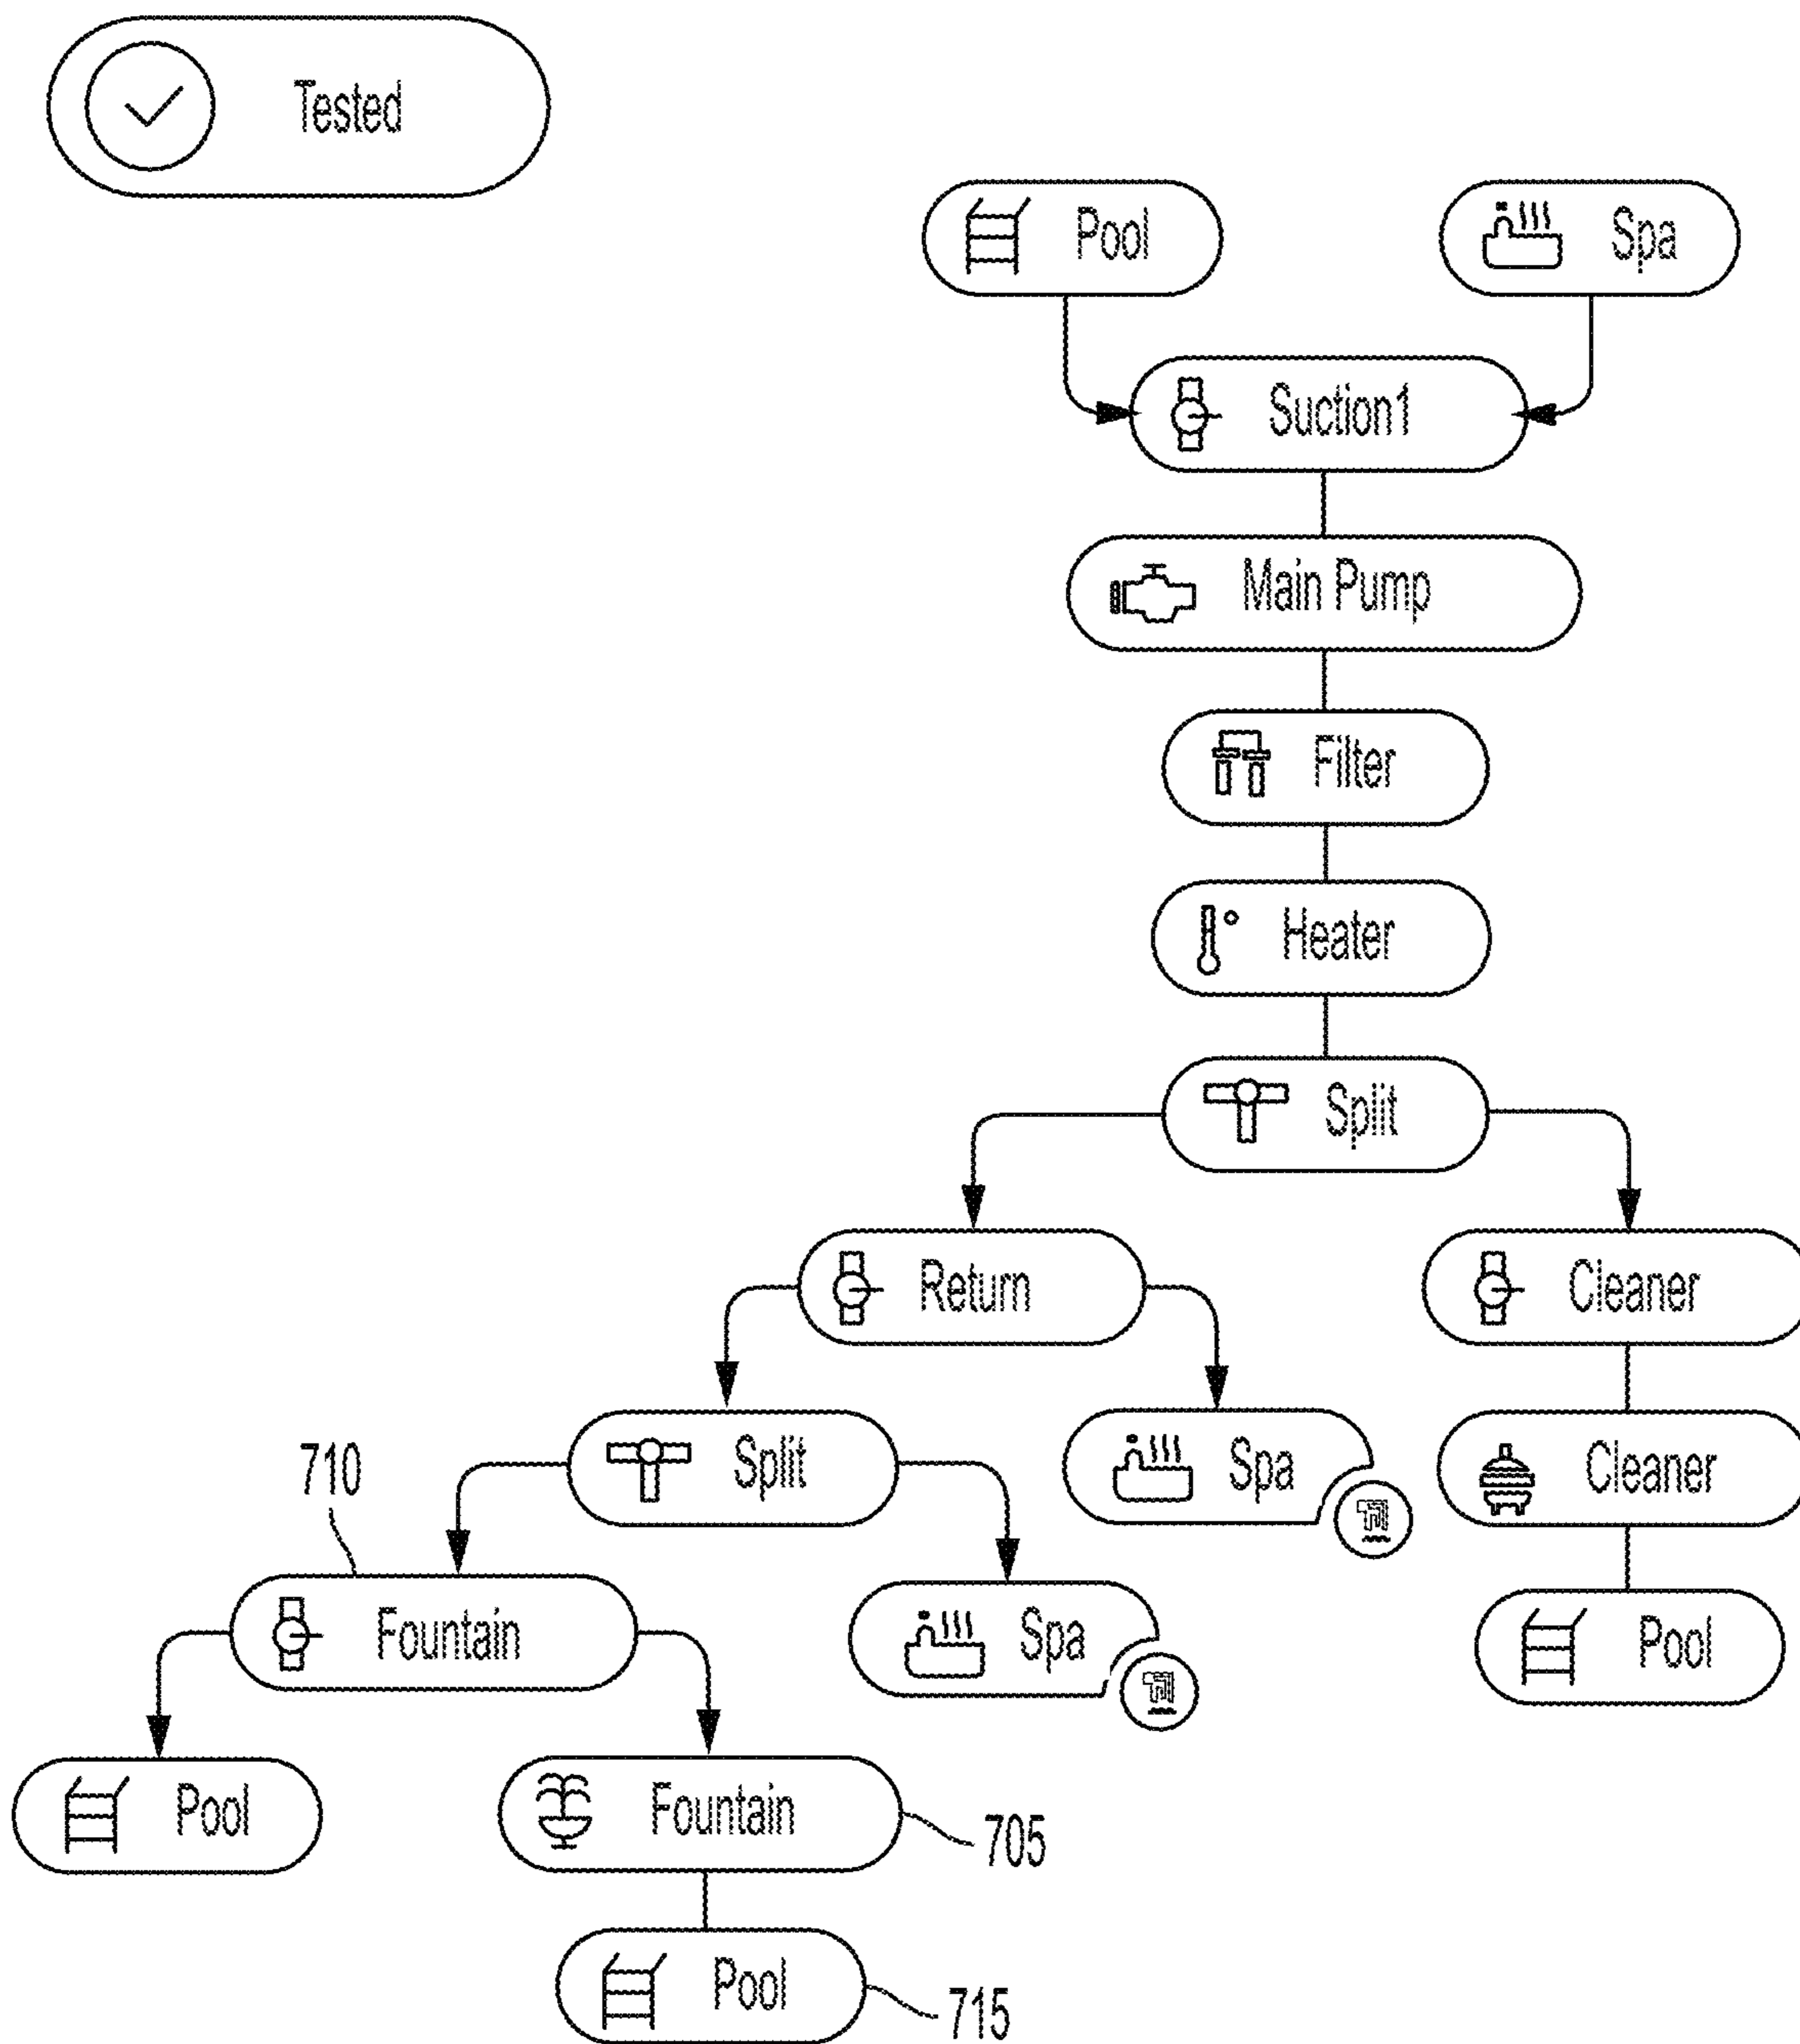 Tested
Pool
Spa
Suction1
Main Pump
Filter
Heater
Split
Return
Cleaner
Split
Spa
Cleaner
710
Fountain
Spa
Pool
Pool
Fountain
705
Pool
715